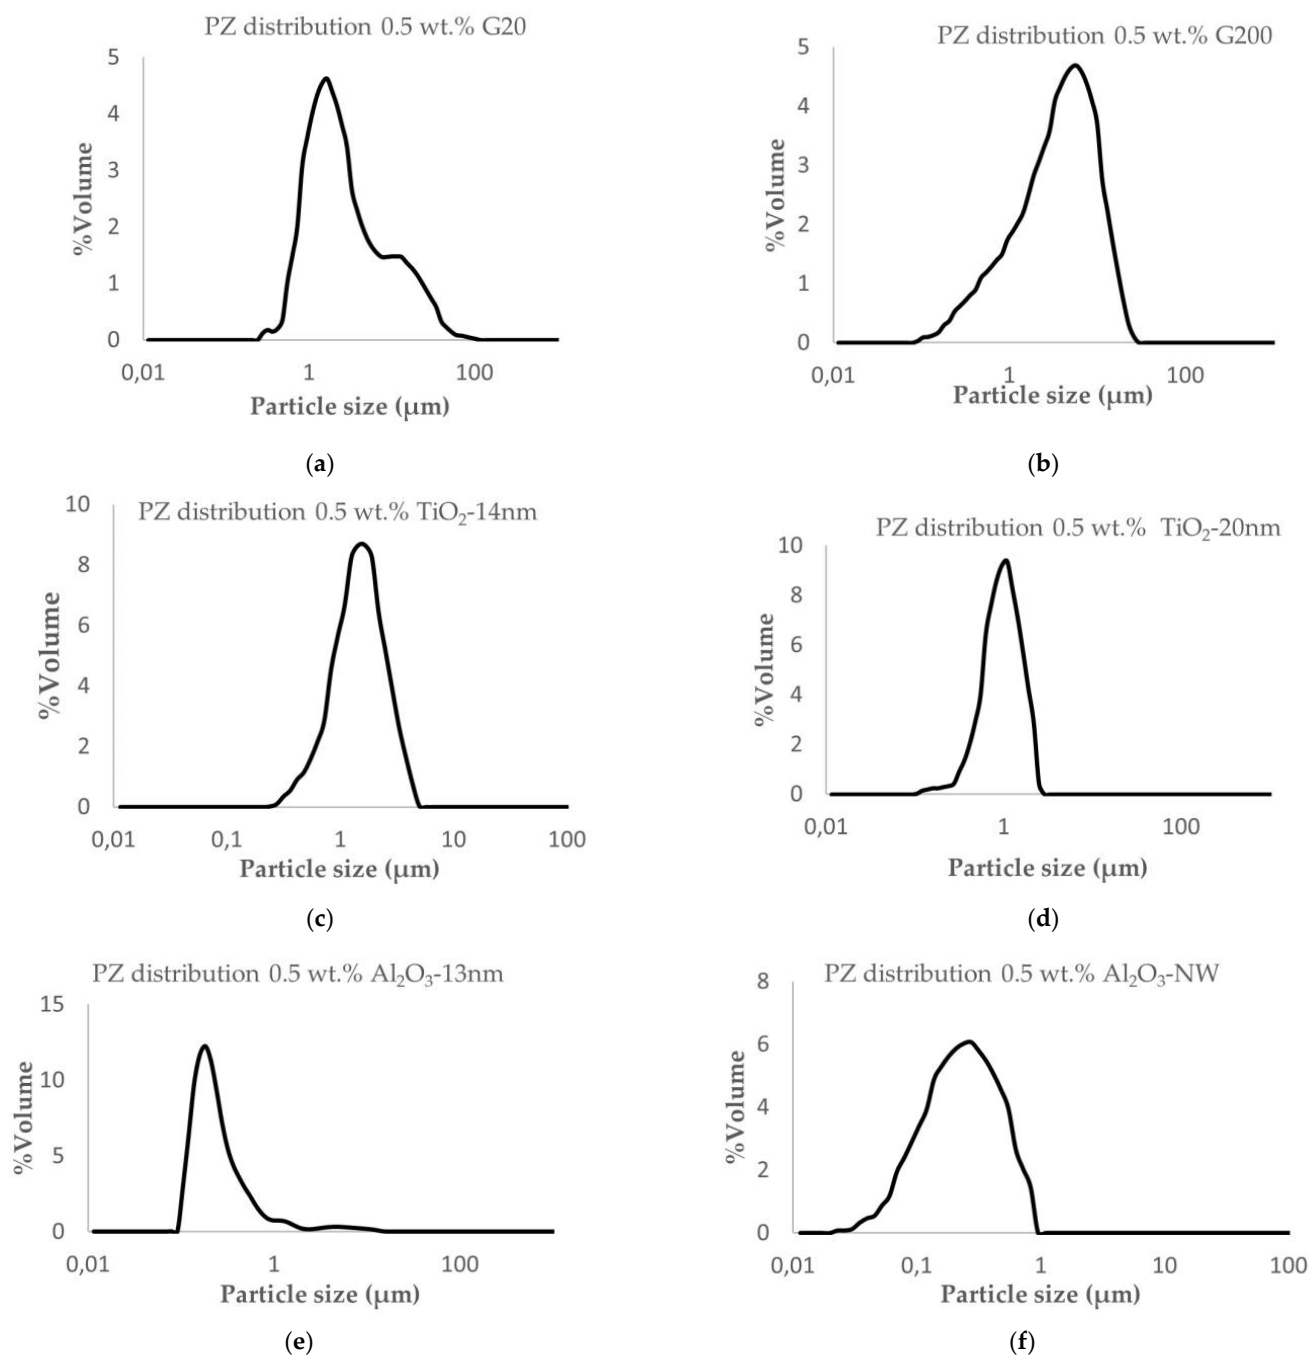 PZ distribution 0.5 wt.% G20
5
4
3
2
1
0
%Volume
0,01
1
100
Particle size (μm)
(a)
PZ distribution 0.5 wt.% G200
5
4
3
2
1
0
%Volume
0,01
1
100
Particle size (μm)
(b)
PZ distribution 0.5 wt.% TiO₂-14nm
10
8
6
4
2
0
%Volume
0,01
0,1
1
10
100
Particle size (μm)
(c)
PZ distribution 0.5 wt.% TiO₂-20nm
10
8
6
4
2
0
%Volume
0,01
1
100
Particle size (μm)
(d)
PZ distribution 0.5 wt.% Al₂O₃-13nm
15
10
5
0
%Volume
0,01
1
100
Particle size (μm)
(e)
PZ distribution 0.5 wt.% Al₂O₃-NW
8
6
4
2
0
%Volume
0,01
0,1
1
10
100
Particle size (μm)
(f)